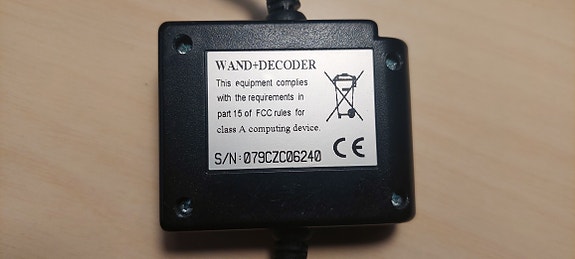 WAND+DECODER
This equipment complies
with the requirements in
part 15 of FCC rules for
class A computing device.
S/N:079CZC06240
CE